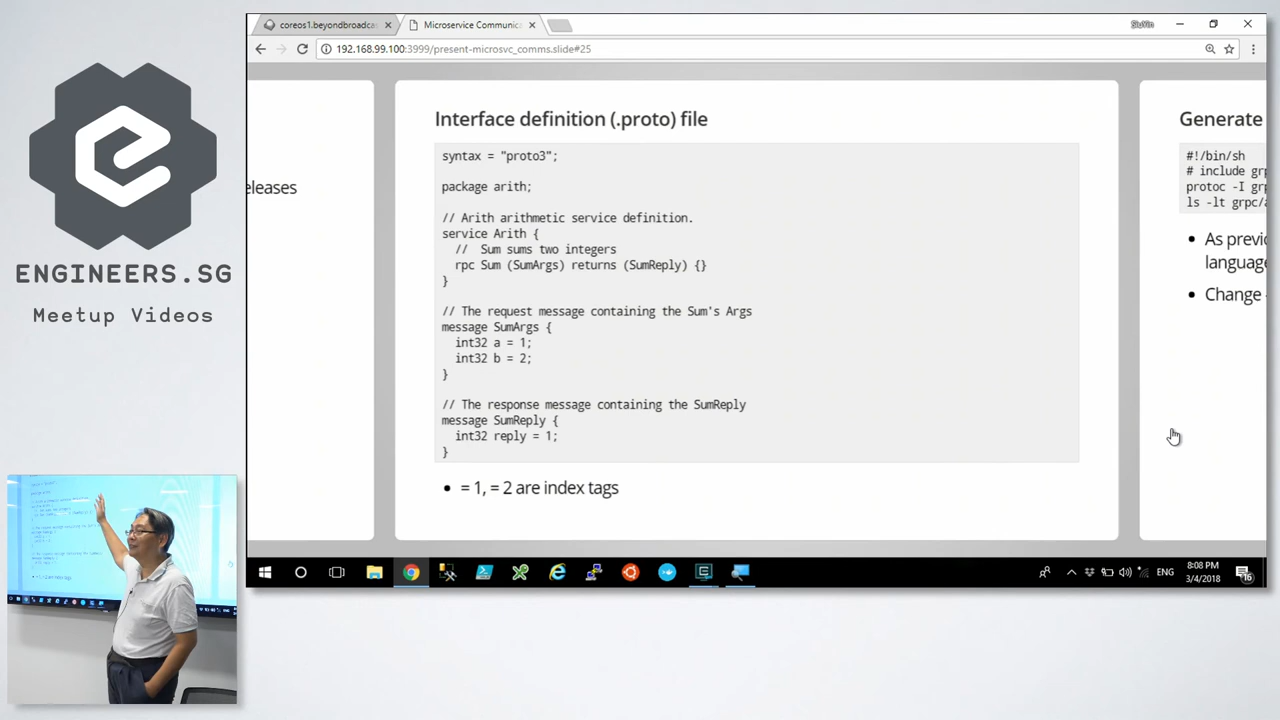 ENGINEERS.SG
Meetup Videos
coreos1.beyondbroadca
Microservice Communica
SiuYin
192.168.99.100:3999/present-microsvc_comms.slide#25
eleases
Interface definition (.proto) file
syntax = "proto3";
package arith;
// Arith arithmetic service definition.
service Arith {
//  Sum sums two integers
rpc Sum (SumArgs) returns (SumReply) {}
}
// The request message containing the Sum's Args
message SumArgs {
int32 a = 1;
int32 b = 2;
}
// The response message containing the SumReply
message SumReply {
int32 reply = 1;
}
• = 1, = 2 are index tags
Generate
#!/bin/sh
# include grp
protoc -I grp
ls -lt grpc/a
• As previo
language
• Change
ENG
8:08 PM
3/4/2018
16